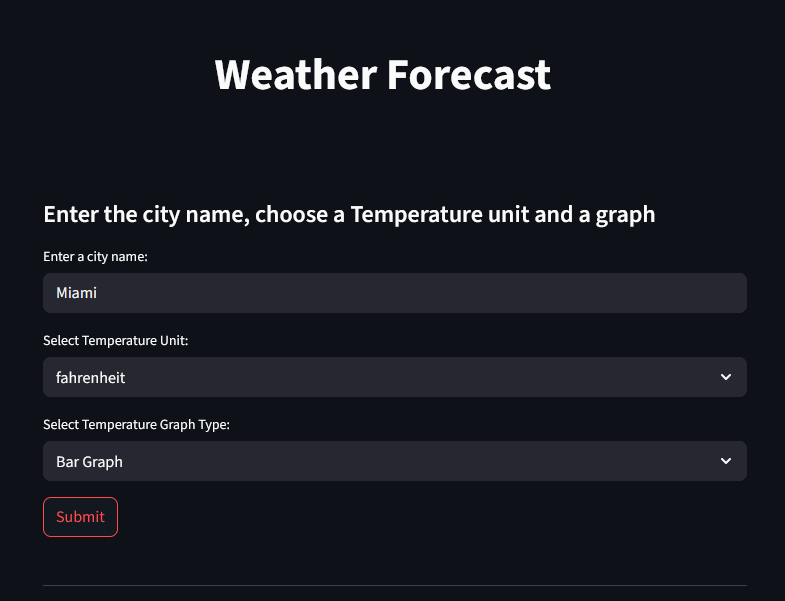 Weather Forecast
Enter the city name, choose a Temperature unit and a graph
Enter a city name:
Miami
Select Temperature Unit:
fahrenheit
Select Temperature Graph Type:
Bar Graph
Submit